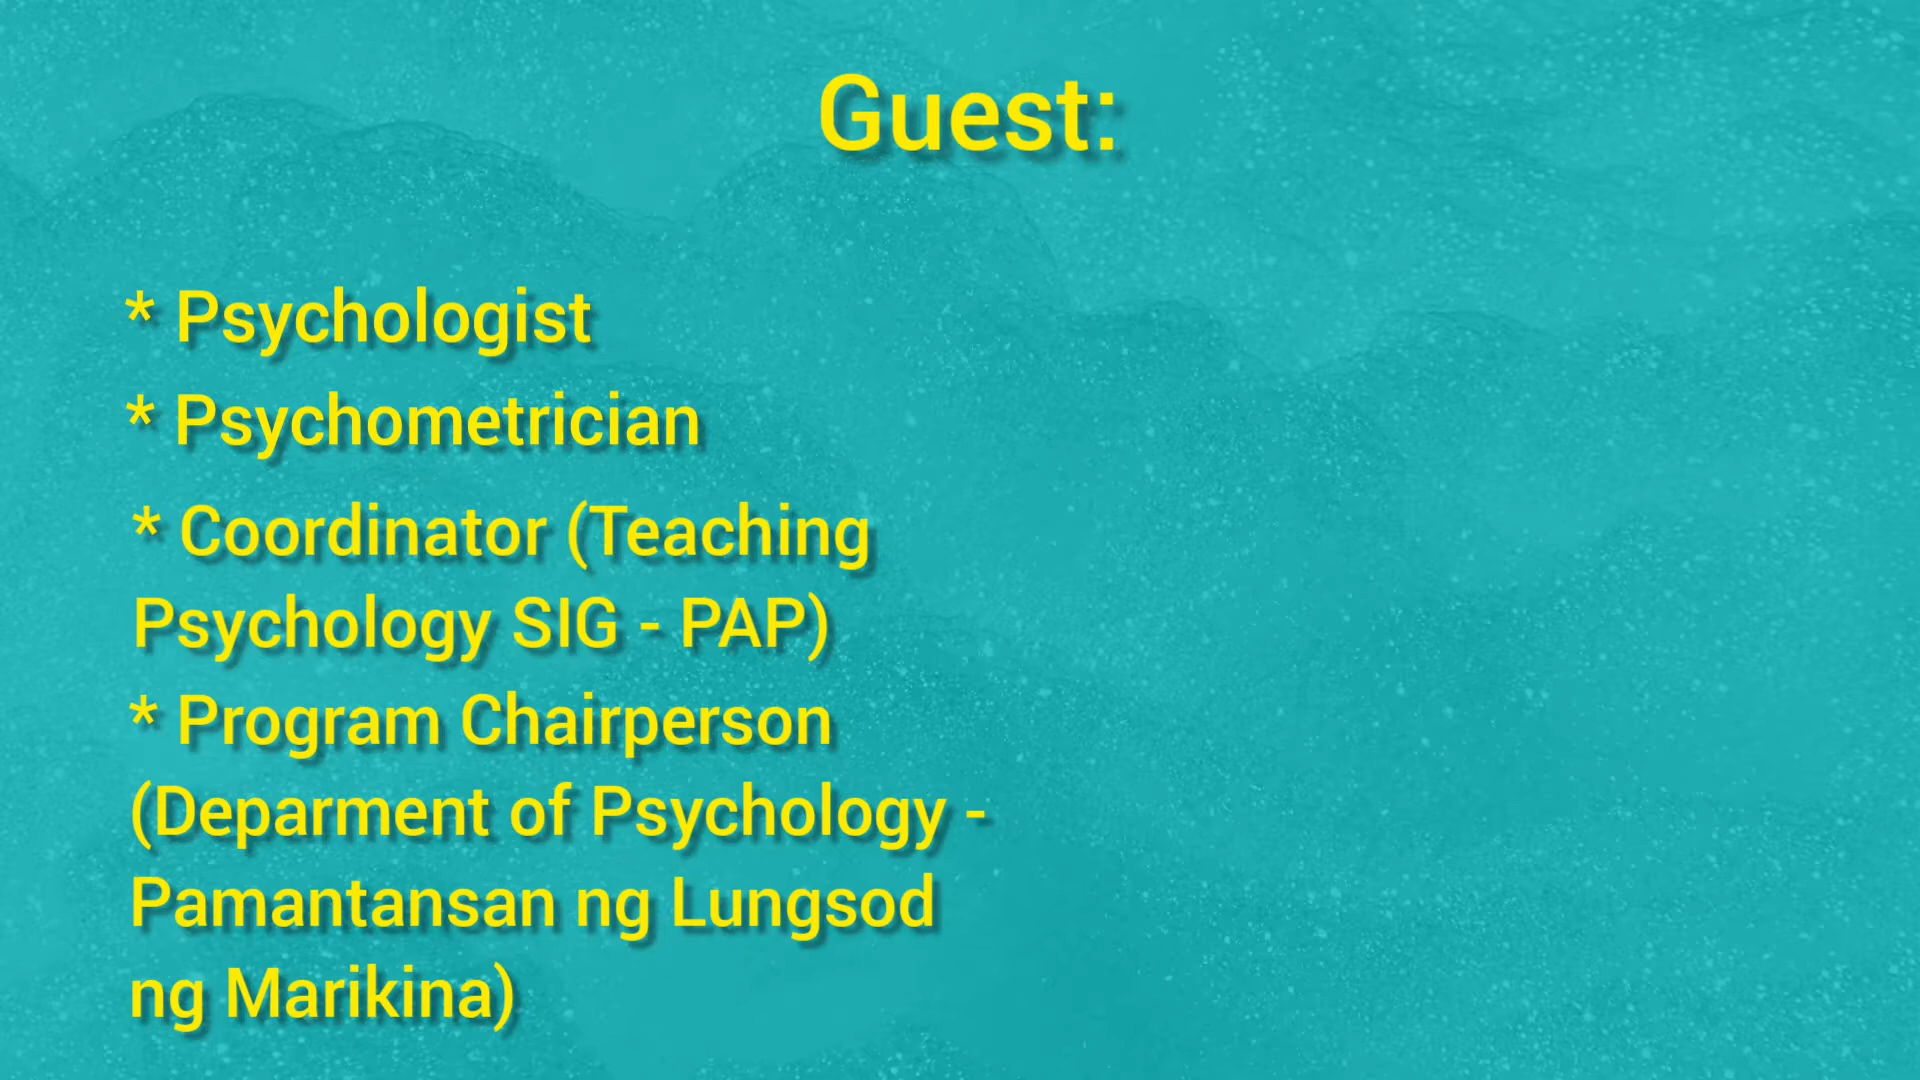 Guest:
* Psychologist
* Psychometrician
* Coordinator (Teaching
Psychology SIG - PAP)
* Program Chairperson
(Deparment of Psychology -
Pamantansan ng Lungsod
ng Marikina)